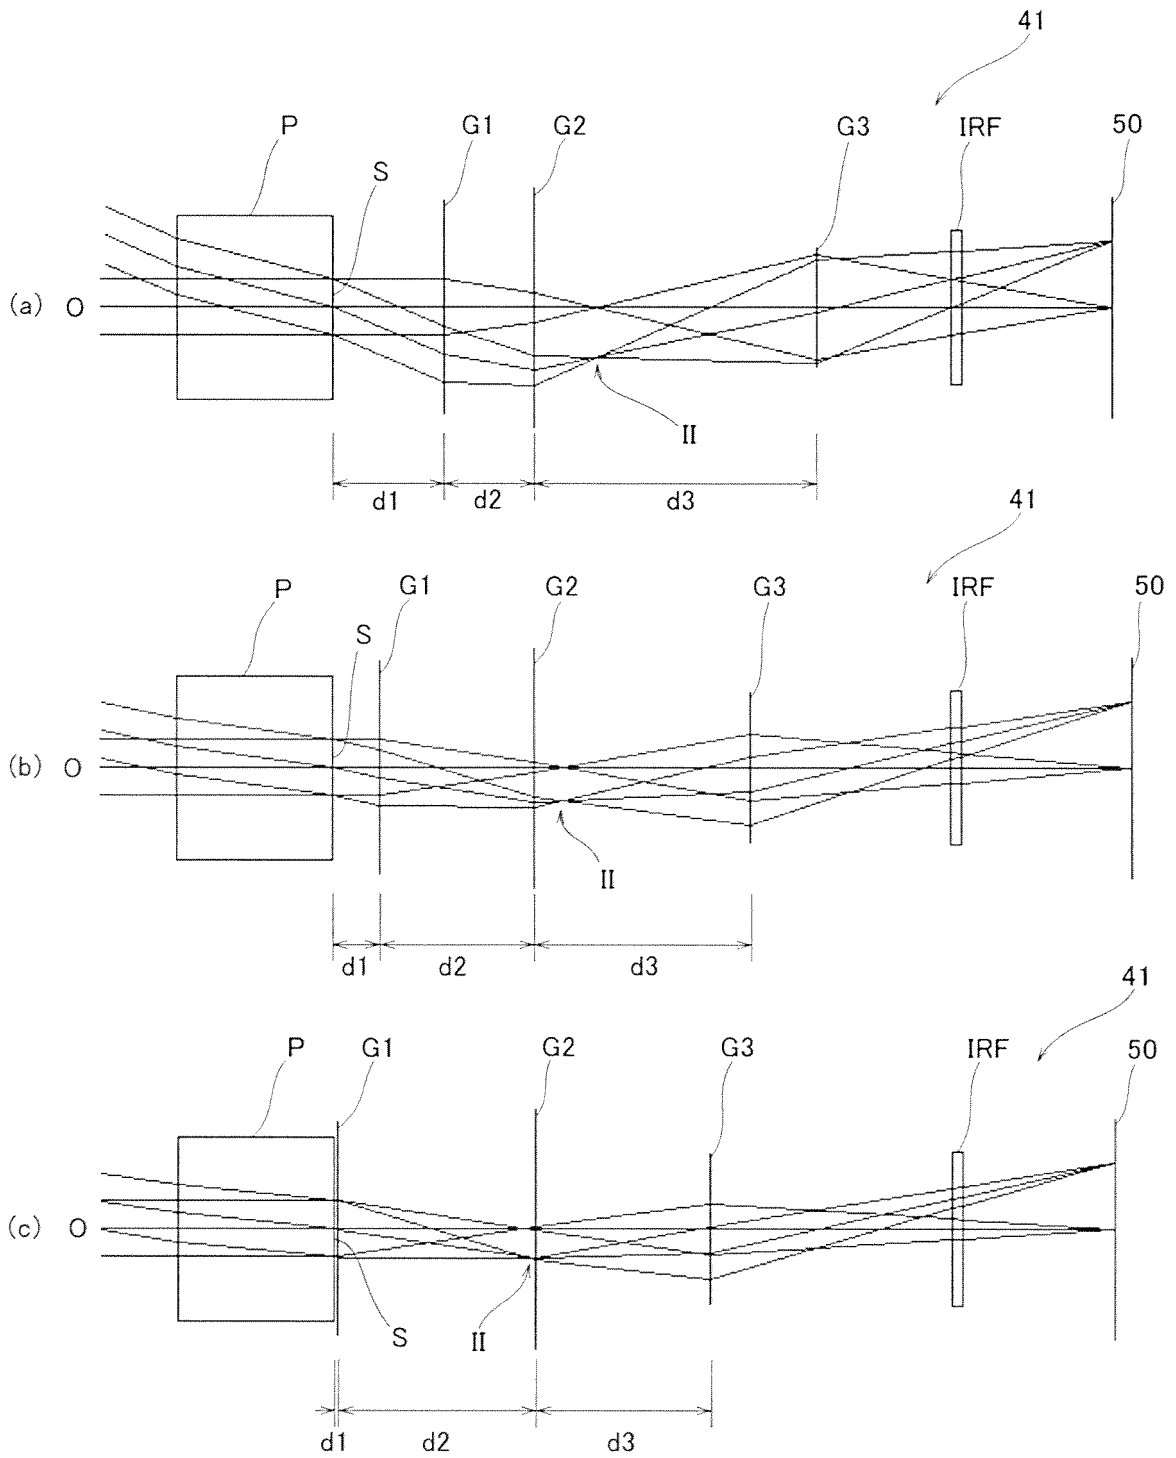 41
P G1 G2 G3 IRF 50
S
(a) O
II
d1 d2 d3
41
P G1 G2 G3 IRF 50
S
(b) O
II
d1 d2 d3
41
P G1 G2 G3 IRF 50
(c) O
S II
d1 d2 d3